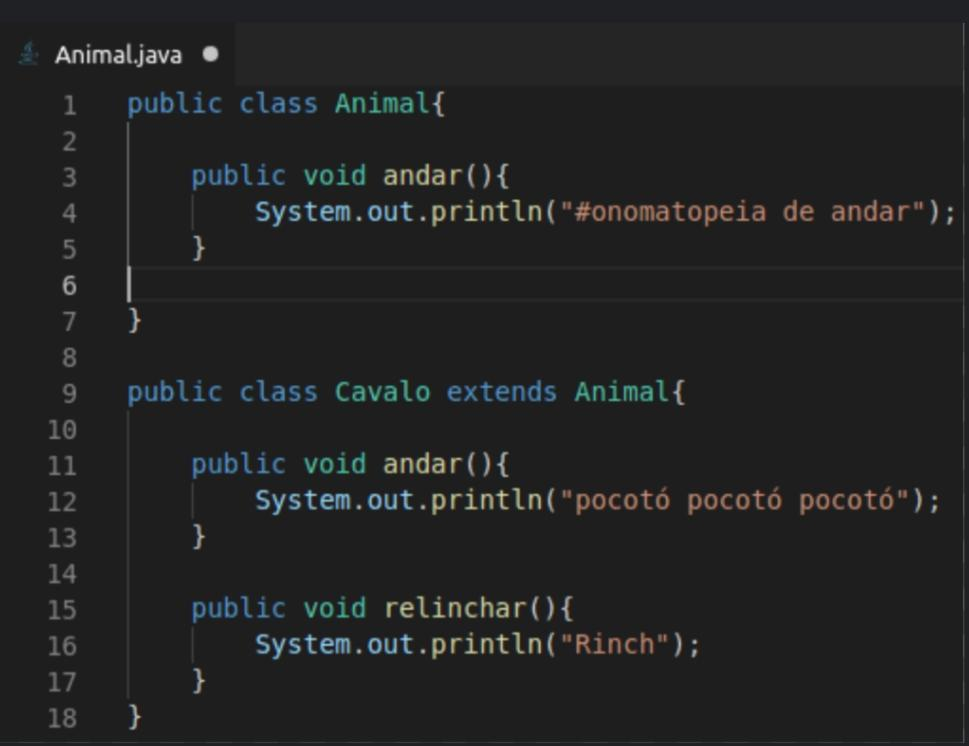 Animal.java
1 public class Animal{
2
3     public void andar(){
4         System.out.println("#onomatopeia de andar");
5     }
6
7 }
8
9 public class Cavalo extends Animal{
10
11     public void andar(){
12         System.out.println("pocotó pocotó pocotó");
13     }
14
15     public void relinchar(){
16         System.out.println("Rinch");
17     }
18 }